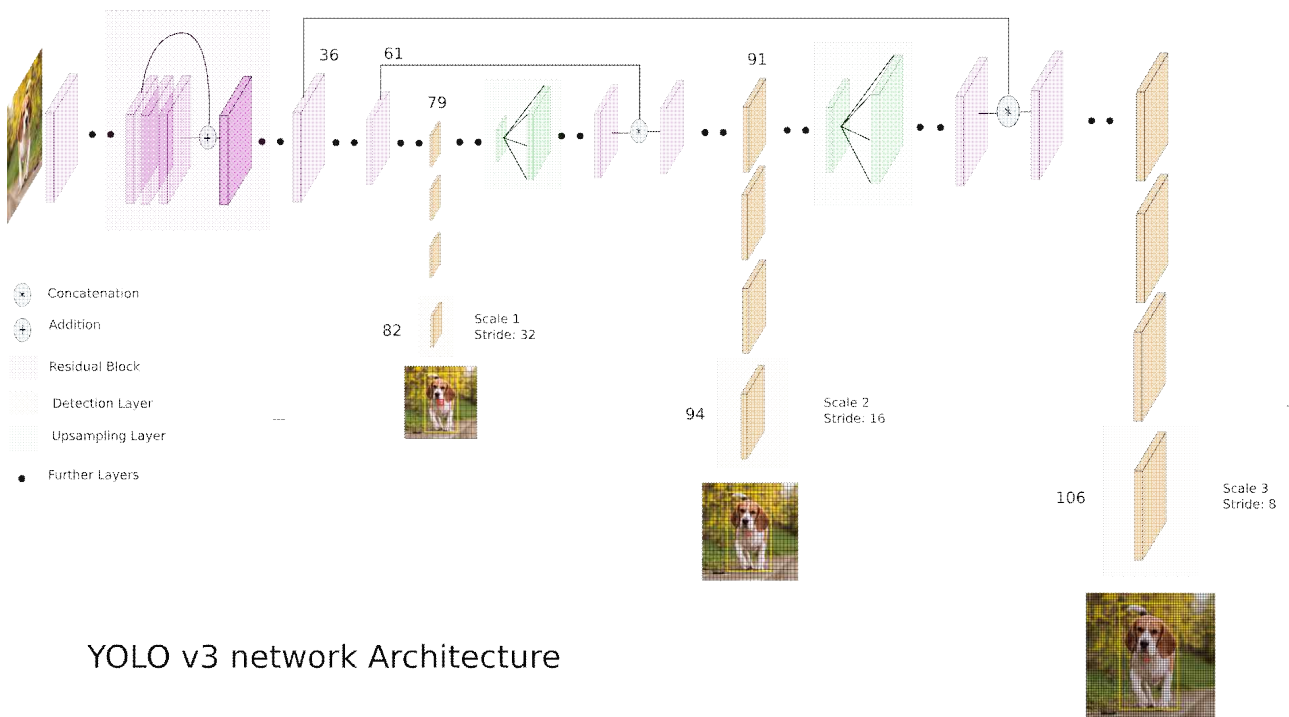 36
61
91
79
82
Scale 1
Stride: 32
94
Scale 2
Stride: 16
106
Scale 3
Stride: 8
*
Concatenation
+
Addition
Residual Block
Detection Layer
Upsampling Layer
Further Layers
YOLO v3 network Architecture